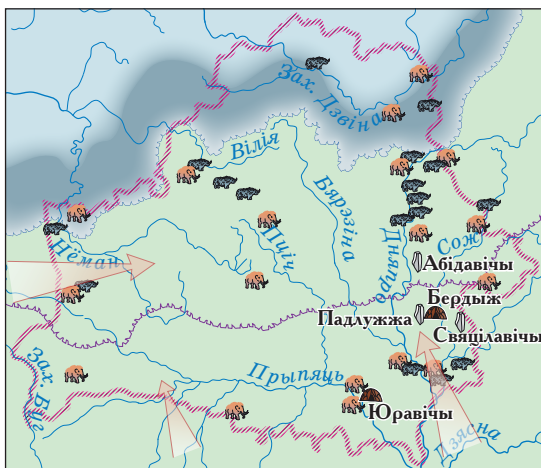 Зах. Дзвіна
Вілія
Бярэзіна
Пціч
Нёман
Дняпро
Сож
Абідавічы
Бердыж
Падлужжа
Свяцілавічы
Зах. Буг
Прыпяць
Юравічы
Дзясна